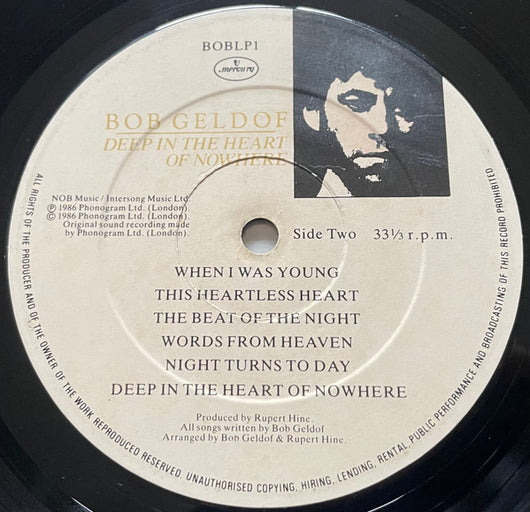 BOBLP1
mercury
BOB GELDOF
DEEP IN THE HEART
OF NOWHERE
NOB Music/ Intersong Music Ltd.
Ⓟ 1986 Phonogram Ltd. (London).
© 1986 Phonogram Ltd. (London).
Original sound recording made
by Phonogram Ltd. (London).
Side Two 33⅓ r.p.m.
WHEN I WAS YOUNG
THIS HEARTLESS HEART
THE BEAT OF THE NIGHT
WORDS FROM HEAVEN
NIGHT TURNS TO DAY
DEEP IN THE HEART OF NOWHERE
Produced by Rupert Hine.
All songs written by Bob Geldof
Arranged by Bob Geldof & Rupert Hine.
ALL RIGHTS OF THE PRODUCER AND OF THE OWNER OF THE WORK REPRODUCED RESERVED. UNAUTHORISED COPYING, HIRING, LENDING, RENTAL, PUBLIC PERFORMANCE AND BROADCASTING OF THIS RECORD PROHIBITED